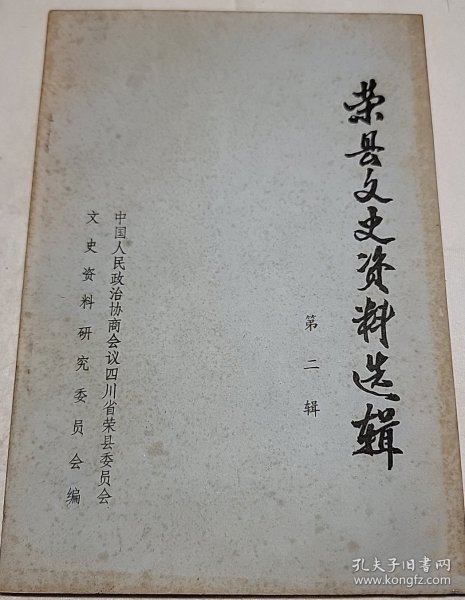 荣县文史资料选辑
第二辑
中国人民政治协商会议四川省荣县委员会
文史资料研究委员会编
孔夫子旧书网
www.kongfz.com